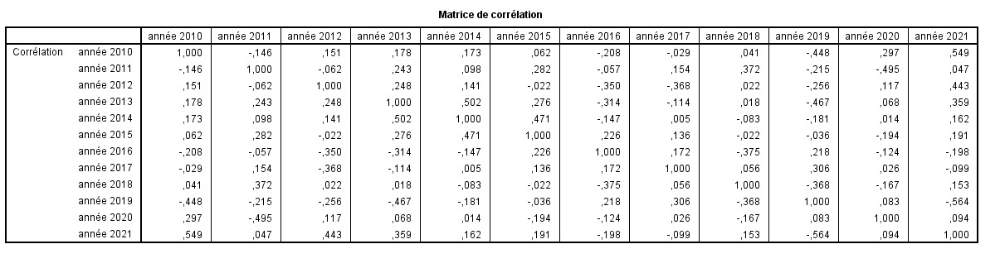 Matrice de corrélation
année 2010 année 2011 année 2012 année 2013 année 2014 année 2015 année 2016 année 2017 année 2018 année 2019 année 2020 année 2021
Corrélation année 2010 1,000 -,146 ,151 ,178 ,173 ,062 -,208 -,029 ,041 -,448 ,297 ,549
année 2011 -,146 1,000 -,062 ,243 ,098 ,282 -,057 ,154 ,372 -,215 -,495 ,047
année 2012 ,151 -,062 1,000 ,248 ,141 -,022 -,350 -,368 ,022 -,256 ,117 ,443
année 2013 ,178 ,243 ,248 1,000 ,502 ,276 -,314 -,114 ,018 -,467 ,068 ,359
année 2014 ,173 ,098 ,141 ,502 1,000 ,471 -,147 ,005 -,083 -,181 ,014 ,162
année 2015 ,062 ,282 -,022 ,276 ,471 1,000 ,226 ,136 -,022 -,036 -,194 ,191
année 2016 -,208 -,057 -,350 -,314 -,147 ,226 1,000 ,172 -,375 ,218 -,124 -,198
année 2017 -,029 ,154 -,368 -,114 ,005 ,136 ,172 1,000 ,056 ,306 ,026 -,099
année 2018 ,041 ,372 ,022 ,018 -,083 -,022 -,375 ,056 1,000 -,368 -,167 ,153
année 2019 -,448 -,215 -,256 -,467 -,181 -,036 ,218 ,306 -,368 1,000 ,083 -,564
année 2020 ,297 -,495 ,117 ,068 ,014 -,194 -,124 ,026 -,167 ,083 1,000 ,094
année 2021 ,549 ,047 ,443 ,359 ,162 ,191 -,198 -,099 ,153 -,564 ,094 1,000